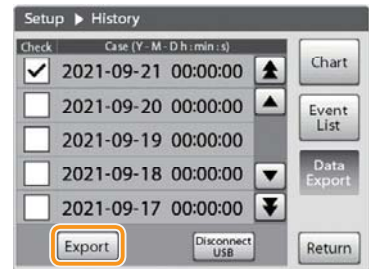 Setup ▶ History
Check Case (Y - M - D h : min : s)
2021-09-21 00:00:00
2021-09-20 00:00:00
2021-09-19 00:00:00
2021-09-18 00:00:00
2021-09-17 00:00:00
Chart
Event
List
Data
Export
Export
Disconnect
USB
Return